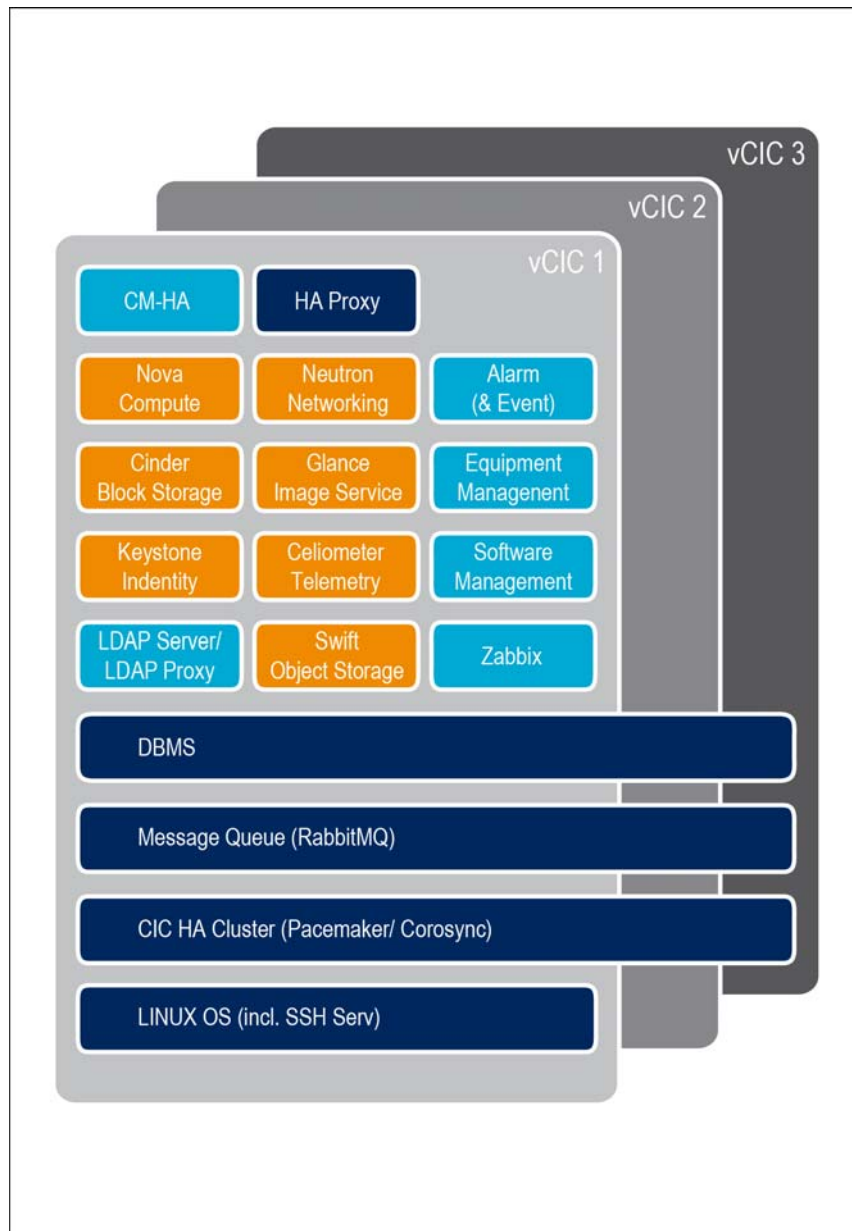 vCIC 3
vCIC 2
vCIC 1
CM-HA
HA Proxy
Nova
Compute
Neutron
Networking
Alarm
(& Event)
Cinder
Block Storage
Glance
Image Service
Equipment
Managenent
Keystone
Indentity
Celiometer
Telemetry
Software
Management
LDAP Server/
LDAP Proxy
Swift
Object Storage
Zabbix
DBMS
Message Queue (RabbitMQ)
CIC HA Cluster (Pacemaker/ Corosync)
LINUX OS (incl. SSH Serv)